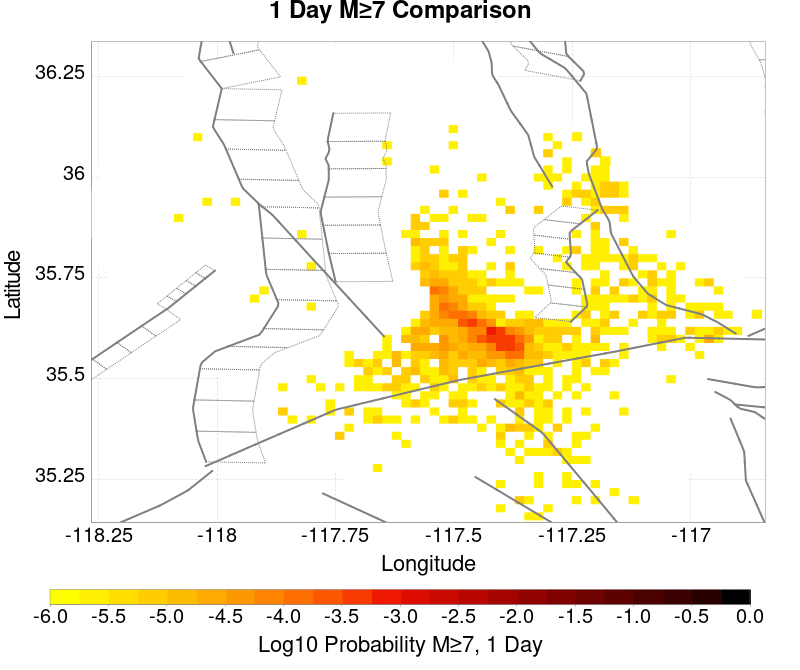 1 Day M≥7 Comparison
36.25
36
35.75
35.5
35.25
Latitude
-118.25 -118 -117.75 -117.5 -117.25 -117
Longitude
-6.0 -5.5 -5.0 -4.5 -4.0 -3.5 -3.0 -2.5 -2.0 -1.5 -1.0 -0.5 0.0
Log10 Probability M≥7, 1 Day